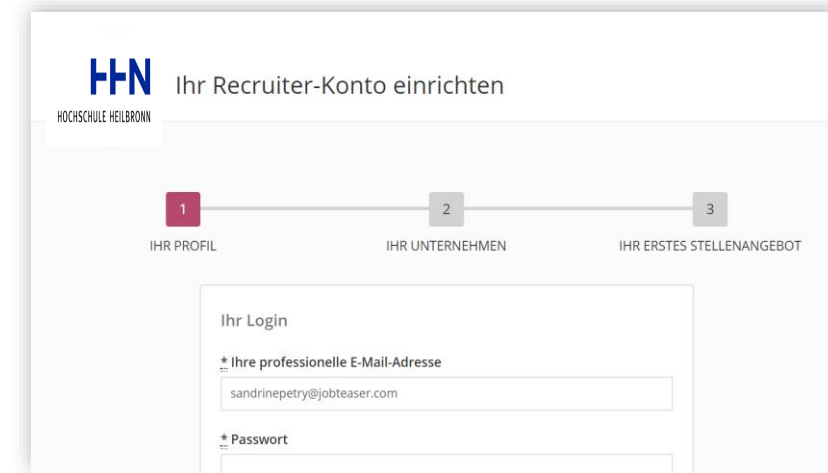 HHN
HOCHSCHULE HEILBRONN
Ihr Recruiter-Konto einrichten
1
2
3
IHR PROFIL
IHR UNTERNEHMEN
IHR ERSTES STELLENANGEBOT
Ihr Login
* Ihre professionelle E-Mail-Adresse
sandrinepetry@jobteaser.com
* Passwort